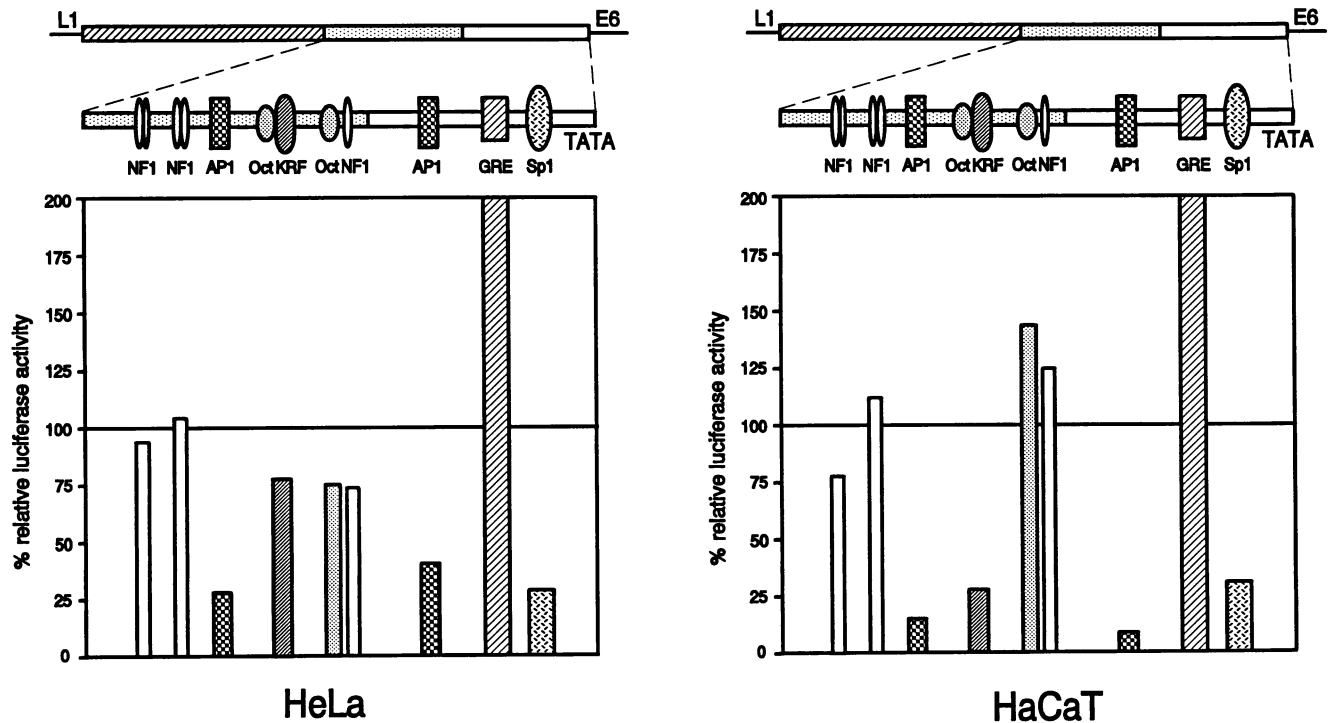 L1 E6
TATA
NF1 NF1 AP1 Oct KRF Oct NF1 AP1 GRE Sp1
% relative luciferase activity
200
175
150
125
100
75
50
25
0
HeLa
L1 E6
TATA
NF1 NF1 AP1 Oct KRF Oct NF1 AP1 GRE Sp1
% relative luciferase activity
200
175
150
125
100
75
50
25
0
HaCaT